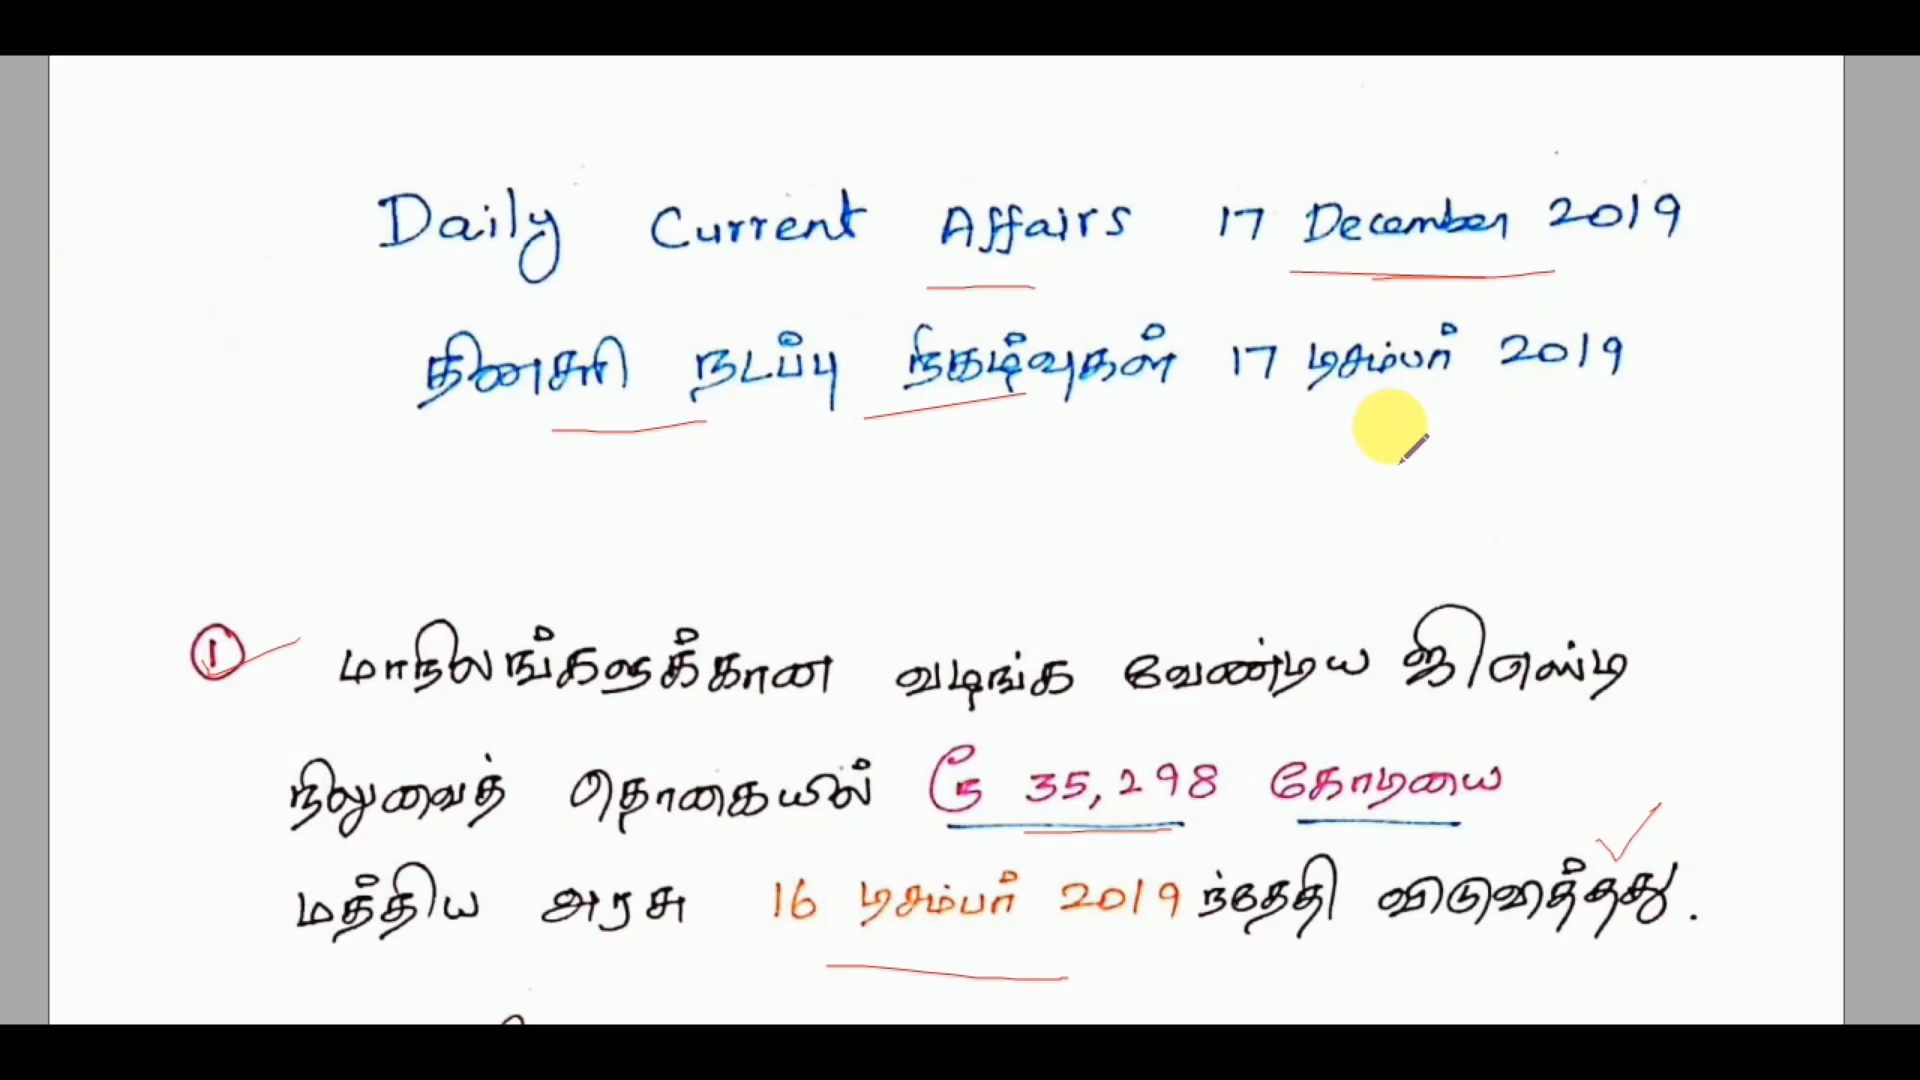 Daily Current Affairs 17 December 2019
தினசரி நடப்பு நிகழ்வுகள் 17 டிசம்பர் 2019
① மாநிலங்களுக்கான வழங்க வேண்டிய ஜிஎஸ்டி
நிலுவைத் தொகையில் ரூ 35,298 கோடியை
மத்திய அரசு 16 டிசம்பர் 2019 ந்தேதி விடுவித்தது.